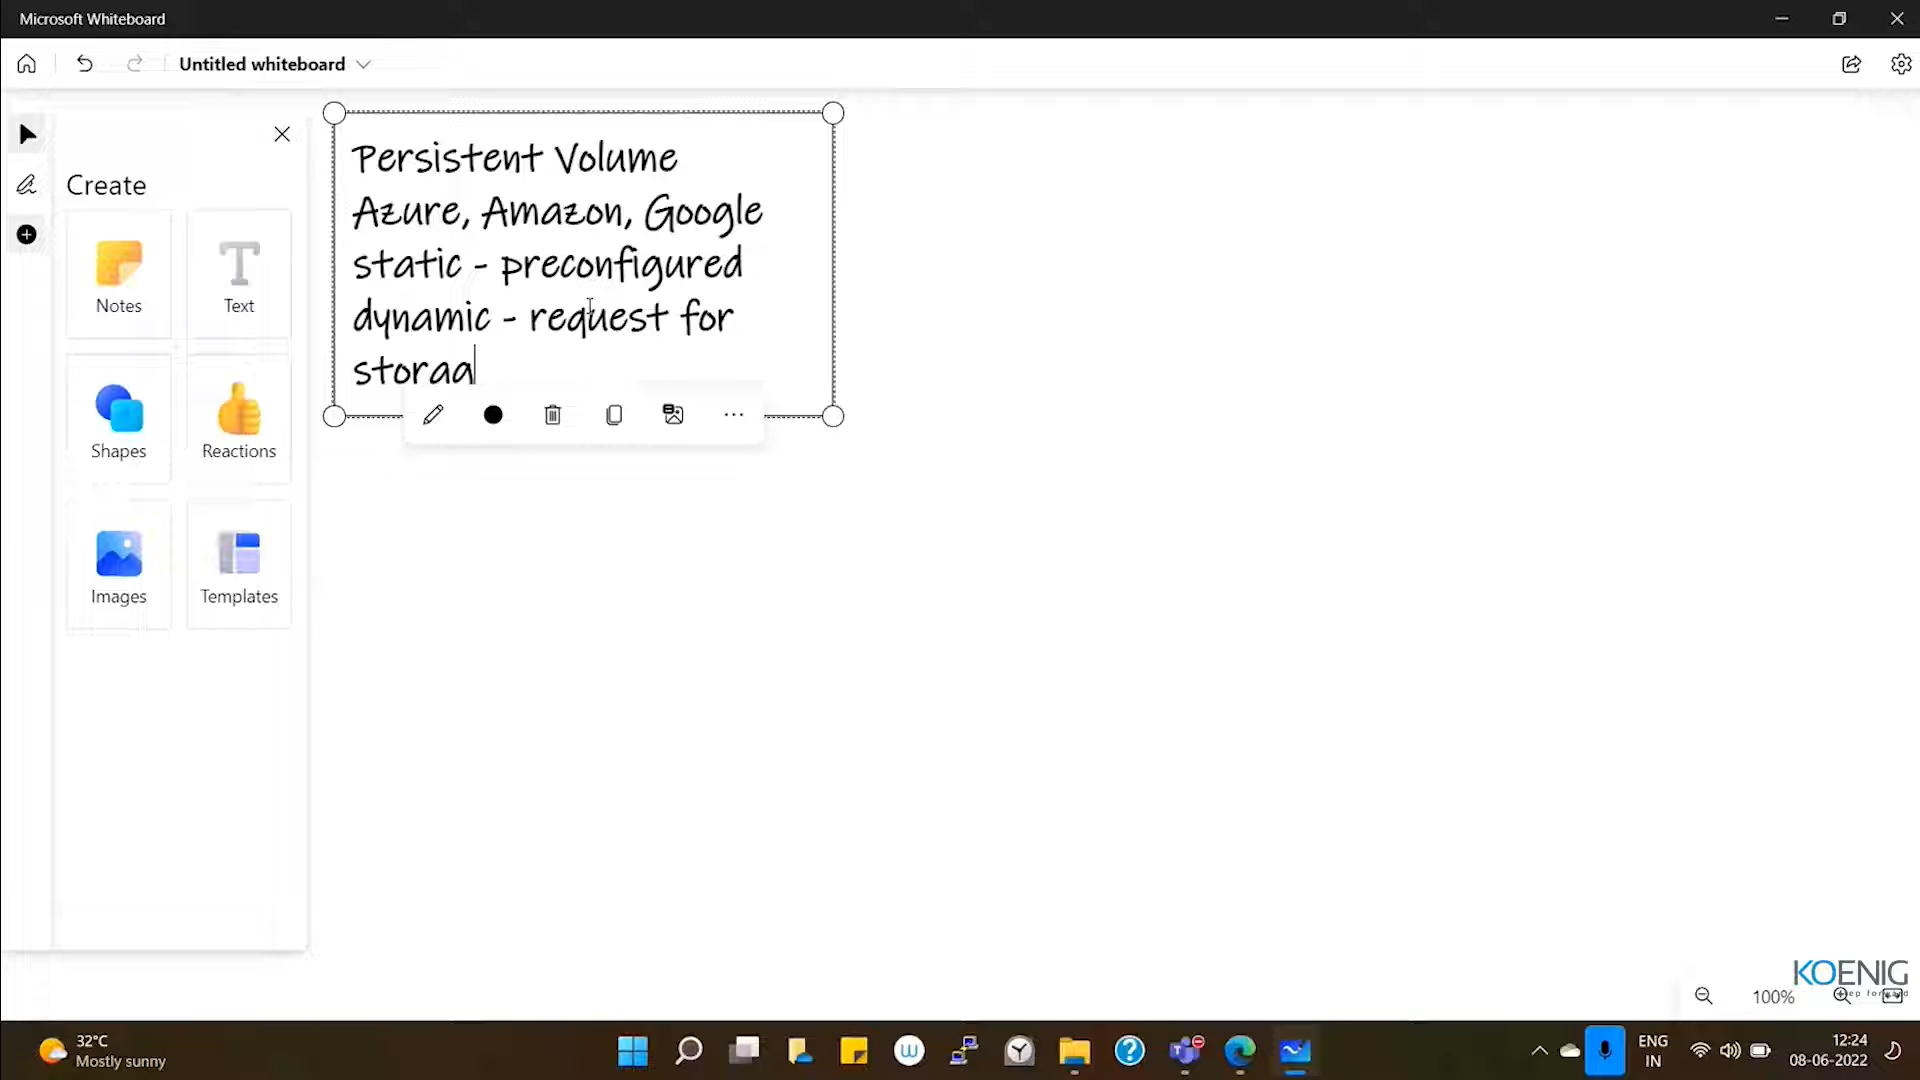 Microsoft Whiteboard
Untitled whiteboard
Create
Notes
Text
Shapes
Reactions
Images
Templates
Persistent Volume
Azure, Amazon, Google
static - preconfigured
dynamic - request for
storag
KOENIG
100%
32°C
Mostly sunny
ENG
IN
12:24
08-06-2022